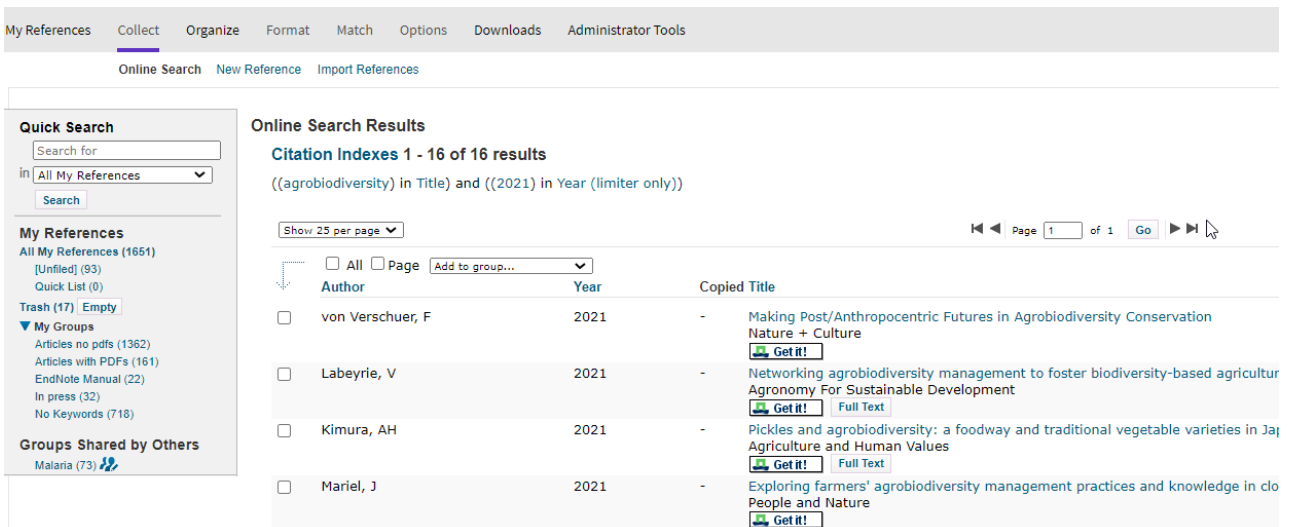 My References Collect Organize Format Match Options Downloads Administrator Tools
Online Search New Reference Import References
Quick Search
Search for
in All My References
Search
My References
All My References (1651)
[Unfiled] (93)
Quick List (0)
Trash (17) Empty
My Groups
Articles no pdfs (1362)
Articles with PDFs (161)
EndNote Manual (22)
In press (32)
No Keywords (718)
Groups Shared by Others
Malaria (73)
Online Search Results
Citation Indexes 1 - 16 of 16 results
((agrobiodiversity) in Title) and ((2021) in Year (limiter only))
Show 25 per page Page 1 of 1 Go
All Page Add to group...
Author Year Copied Title
von Verschuer, F 2021 - Making Post/Anthropocentric Futures in Agrobiodiversity Conservation
Nature + Culture
Get it!
Labeyrie, V 2021 - Networking agrobiodiversity management to foster biodiversity-based agricultur
Agronomy For Sustainable Development
Get it! Full Text
Kimura, AH 2021 - Pickles and agrobiodiversity: a foodway and traditional vegetable varieties in Jap
Agriculture and Human Values
Get it! Full Text
Mariel, J 2021 - Exploring farmers' agrobiodiversity management practices and knowledge in clo
People and Nature
Get it!